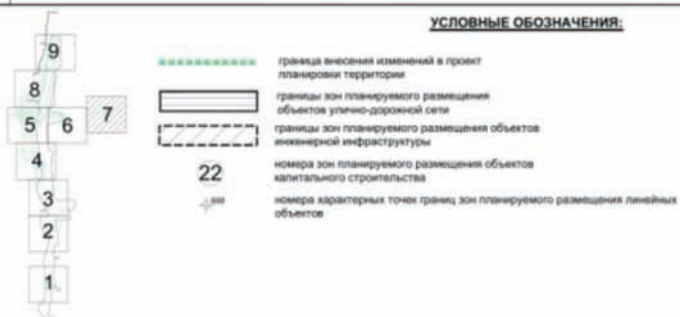 УСЛОВНЫЕ ОБОЗНАЧЕНИЯ:
9
8
5
6
7
4
3
2
1
граница внесения изменений в проект
планировки территории
границы зон планируемого размещения
объектов улично-дорожной сети
границы зон планируемого размещения объектов
инженерной инфраструктуры
22
номера зон планируемого размещения объектов
капитального строительства
номера характерных точек границ зон планируемого размещения линейных
объектов